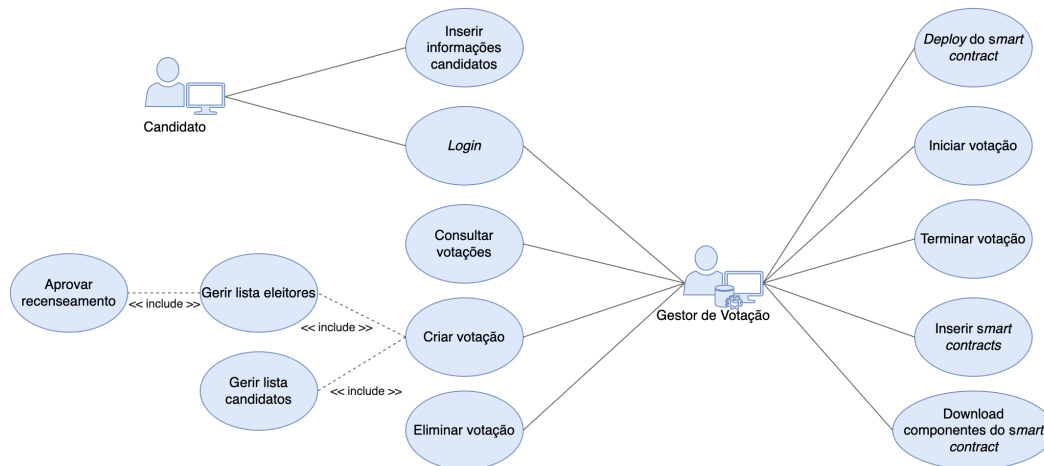 Inserir
informações
candidatos
Candidato
Login
Consultar
votações
Aprovar
recenseamento
<< include >>
Gerir lista eleitores
<< include >>
Criar votação
Gerir lista
candidatos
<< include >>
Eliminar votação
Gestor de Votação
Deploy do smart
contract
Iniciar votação
Terminar votação
Inserir smart
contracts
Download
componentes do smart
contract